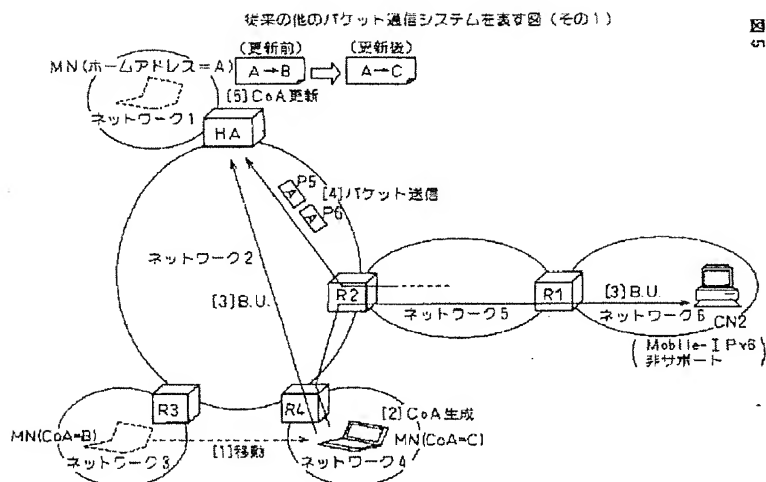 従来の他のパケット通信システムを表す図(その1)
図5
(更新前)
(更新後)
MN(ホームアドレス=A)
A→B
A→C
[5]CoA更新
ネットワーク1
HA
P5
[4]パケット送信
A
A
P6
ネットワーク2
[3]B.U.
R2
R1
[3]B.U.
ネットワーク5
ネットワーク6
CN2
(Mobile-IPv6
非サポート)
R3
R4
[2]CoA生成
MN(CoA=B)
MN(CoA=C)
[1]移動
ネットワーク3
ネットワーク4